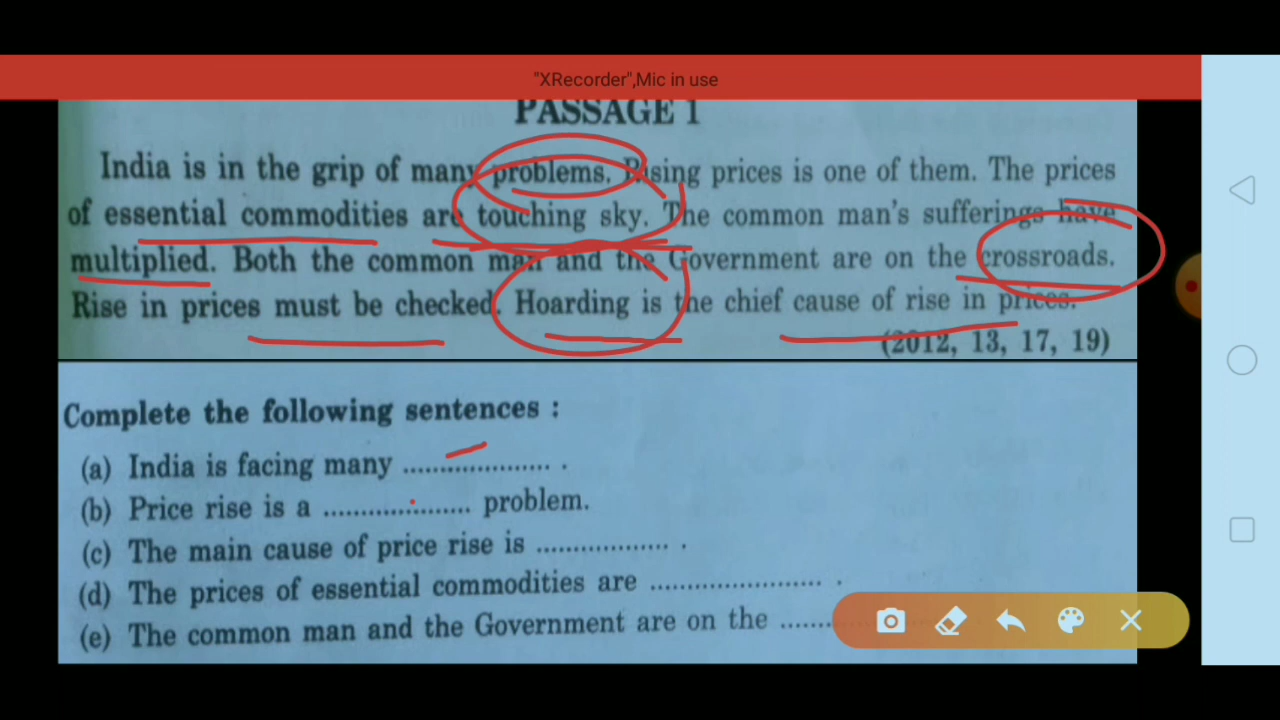 "XRecorder",Mic in use
PASSAGE 1
India is in the grip of many problems. Rising prices is one of them. The prices
of essential commodities are touching sky. The common man's sufferings have
multiplied. Both the common man and the Government are on the crossroads.
Rise in prices must be checked. Hoarding is the chief cause of rise in prices.
(2012, 13, 17, 19)
Complete the following sentences :
(a) India is facing many .................... .
(b) Price rise is a .................... problem.
(c) The main cause of price rise is .................. .
(d) The prices of essential commodities are ....................... .
(e) The common man and the Government are on the ......